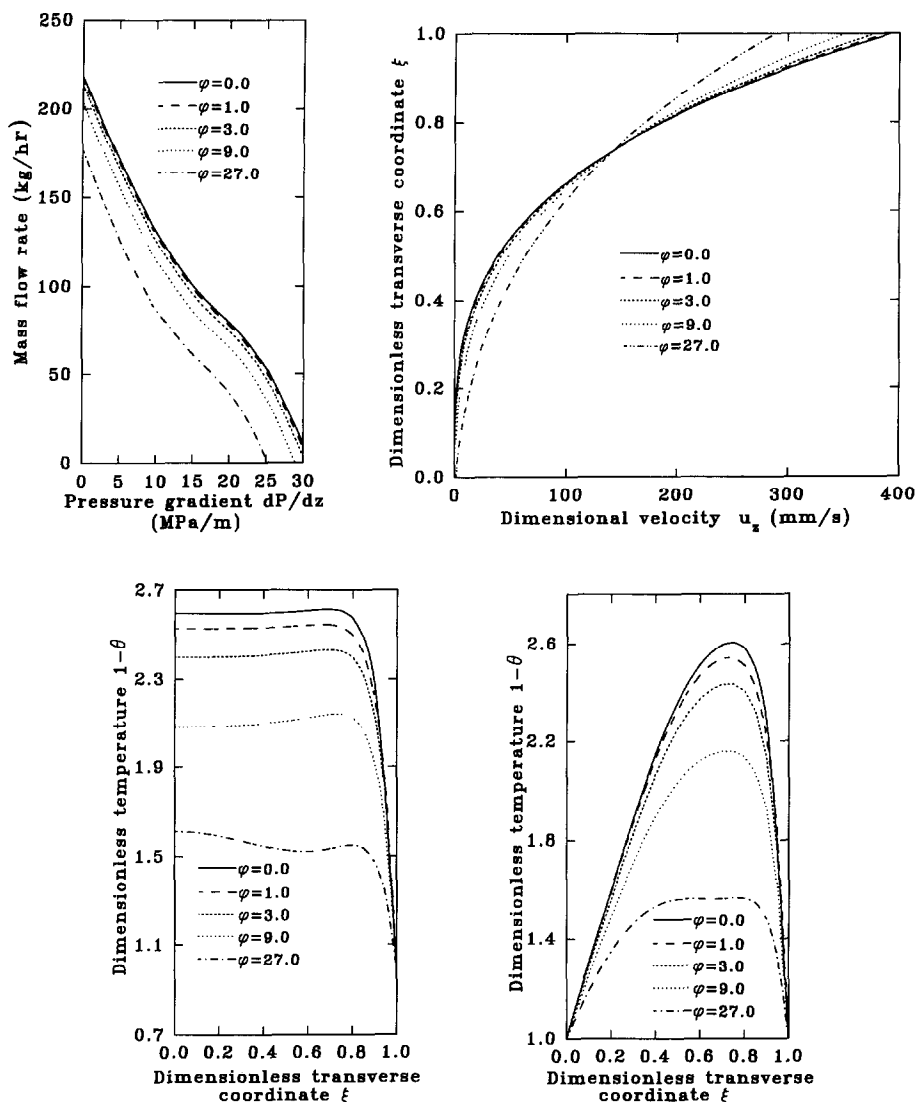 250
200
150
100
50
0
Mass flow rate (kg/hr)
φ=0.0
φ=1.0
φ=3.0
φ=9.0
φ=27.0
0 5 10 15 20 25 30
Pressure gradient dP/dz
(MPa/m)
1.0
0.8
0.6
0.4
0.2
0.0
Dimensionless transverse coordinate ξ
φ=0.0
φ=1.0
φ=3.0
φ=9.0
φ=27.0
0 100 200 300 400
Dimensional velocity u_z (mm/s)
2.7
2.3
1.9
1.5
1.1
0.7
Dimensionless temperature 1-θ
φ=0.0
φ=1.0
φ=3.0
φ=9.0
φ=27.0
0.0 0.2 0.4 0.6 0.8 1.0
Dimensionless transverse
coordinate ξ
2.6
2.2
1.8
1.4
1.0
Dimensionless temperature 1-θ
φ=0.0
φ=1.0
φ=3.0
φ=9.0
φ=27.0
0.0 0.2 0.4 0.6 0.8 1.0
Dimensionless transverse
coordinate ξ